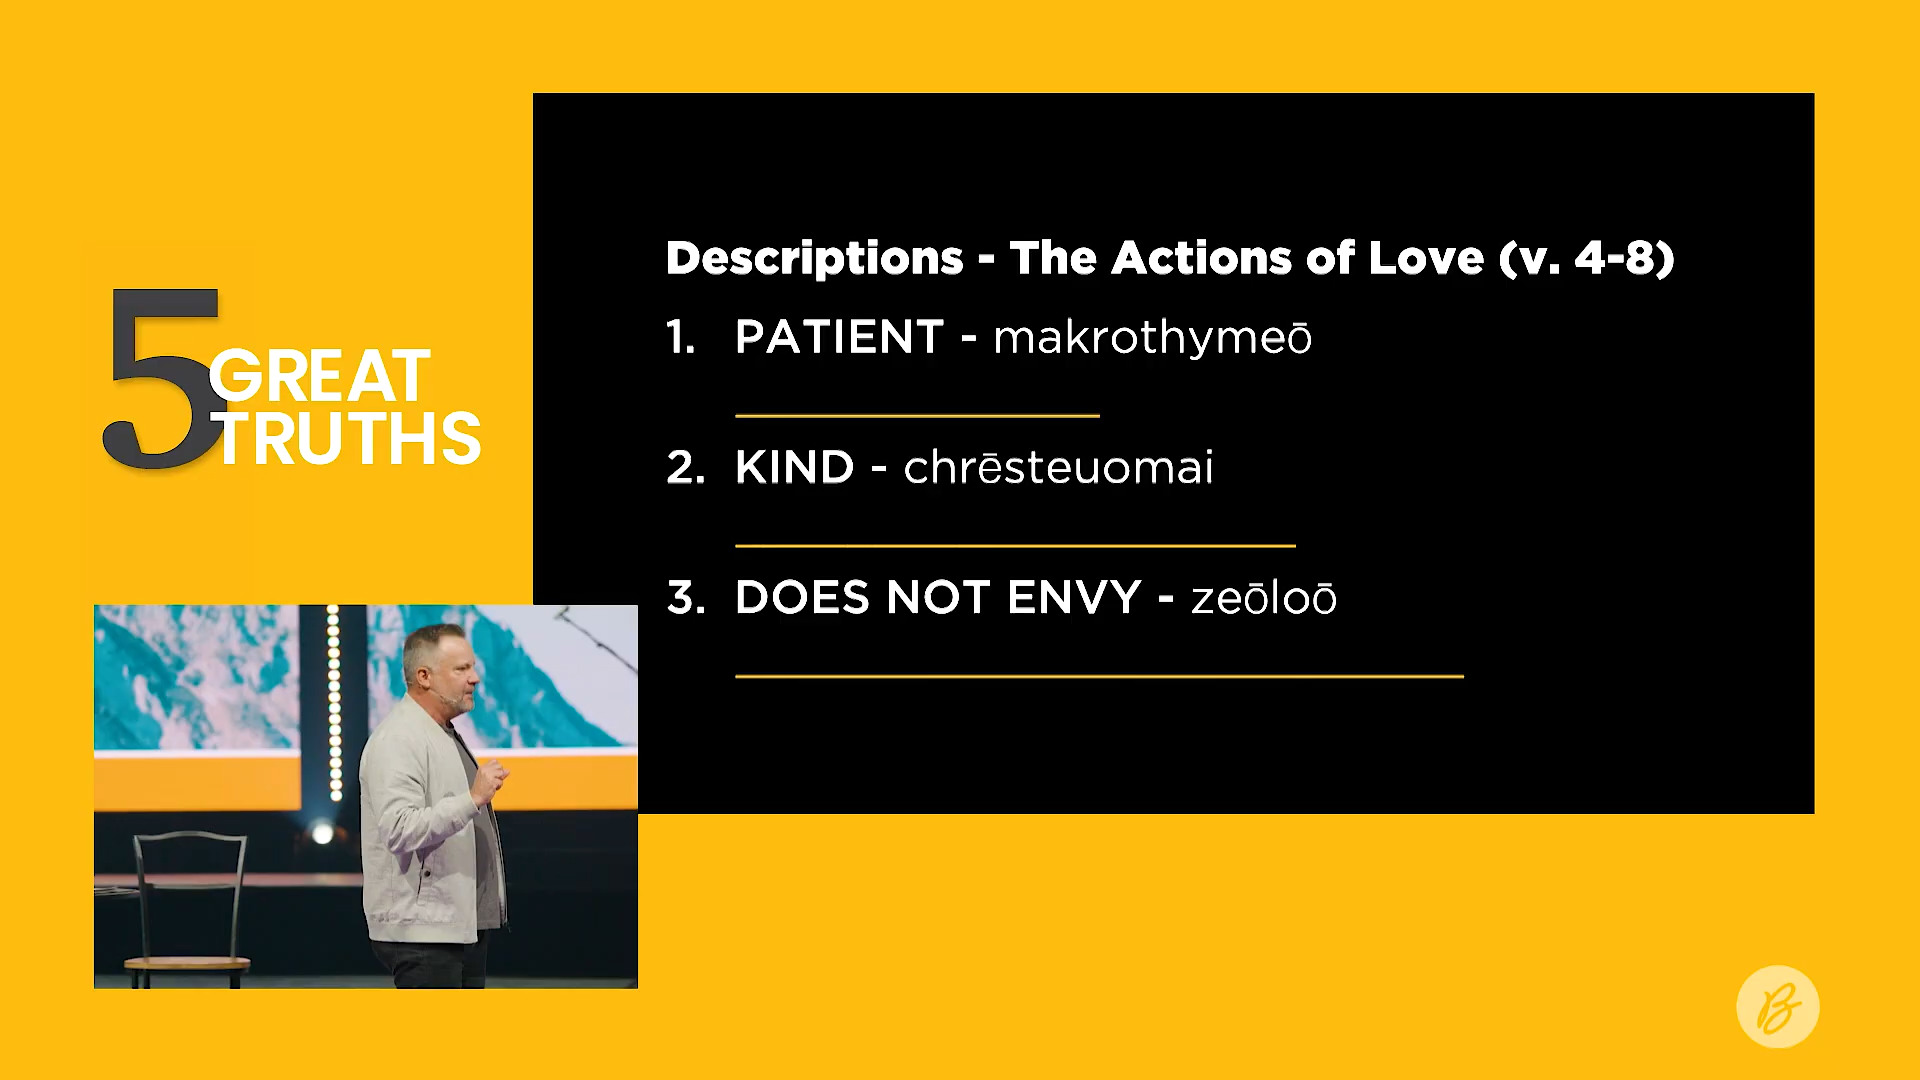 5 GREAT
TRUTHS
Descriptions - The Actions of Love (v. 4-8)
1. PATIENT - makrothymeō
2. KIND - chrēsteuomai
3. DOES NOT ENVY - zeōloō
B